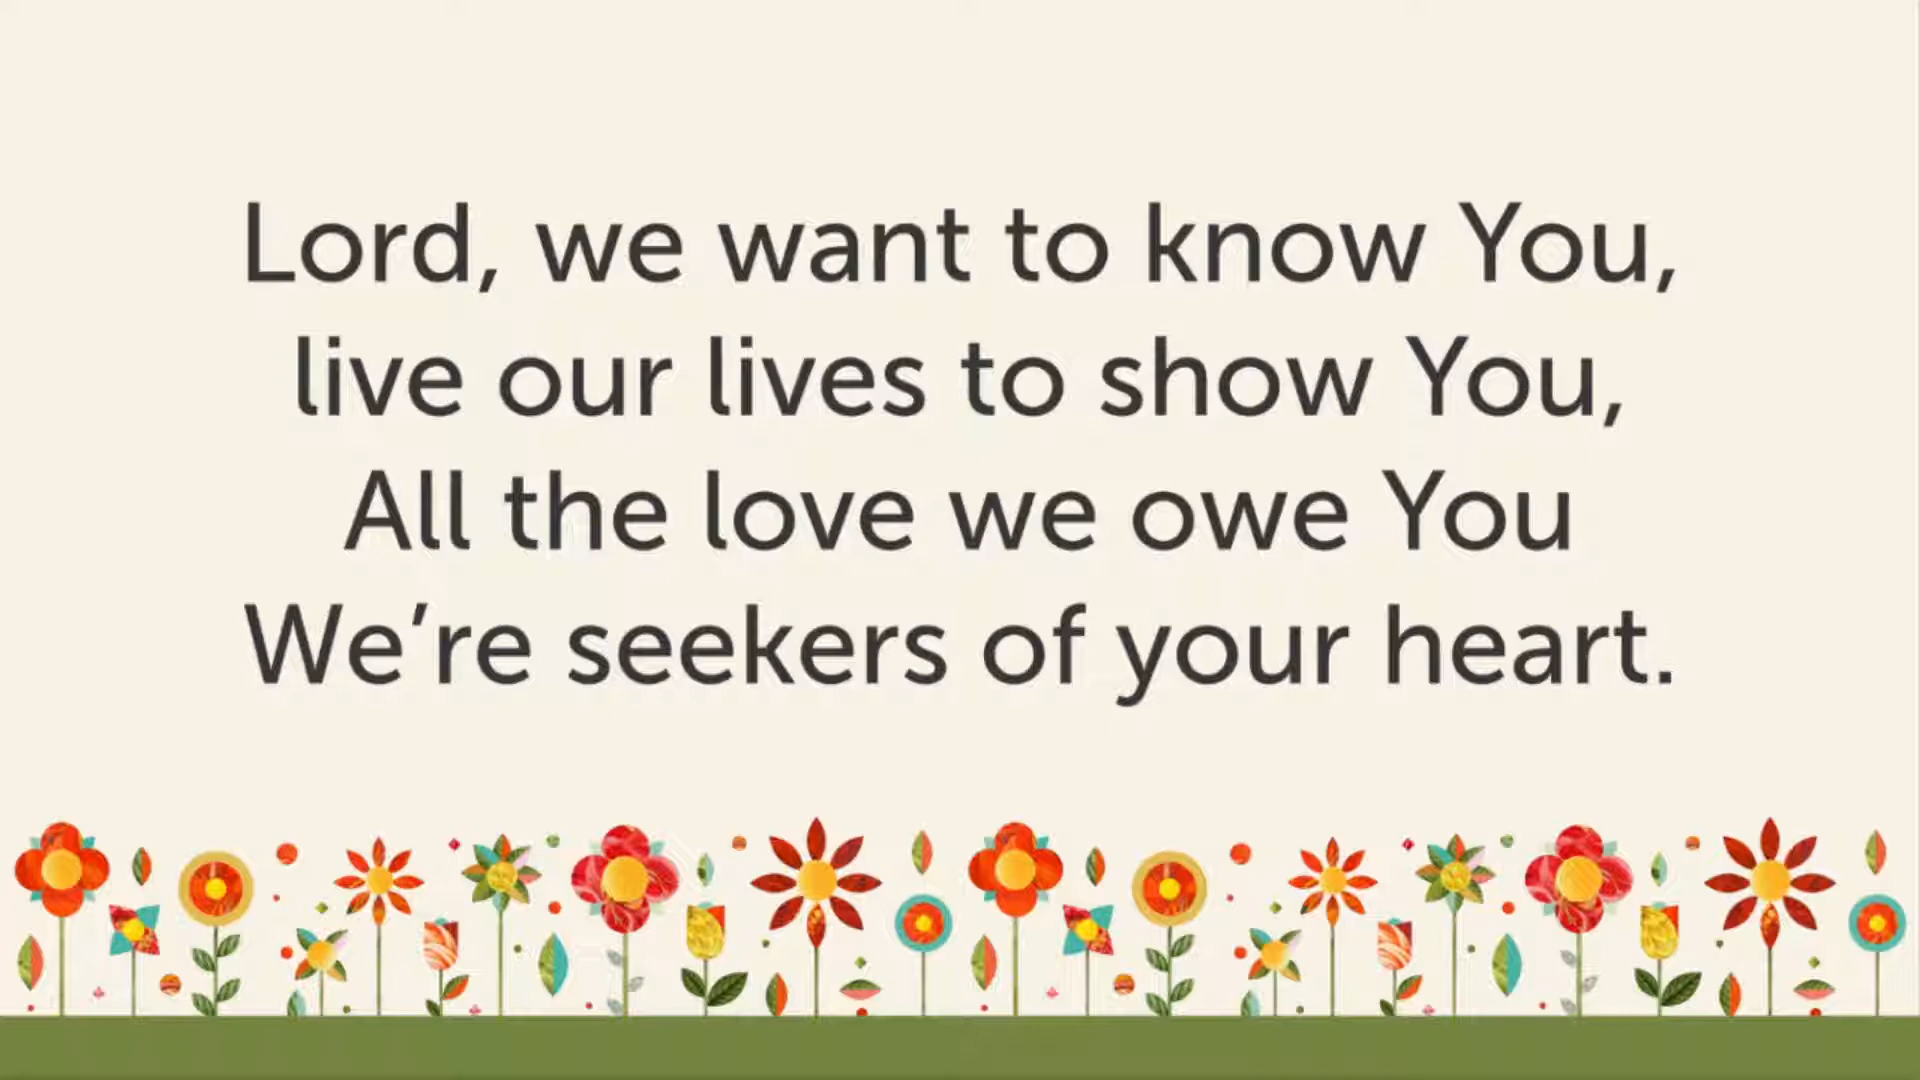 Lord, we want to know You,
live our lives to show You,
All the love we owe You
We’re seekers of your heart.